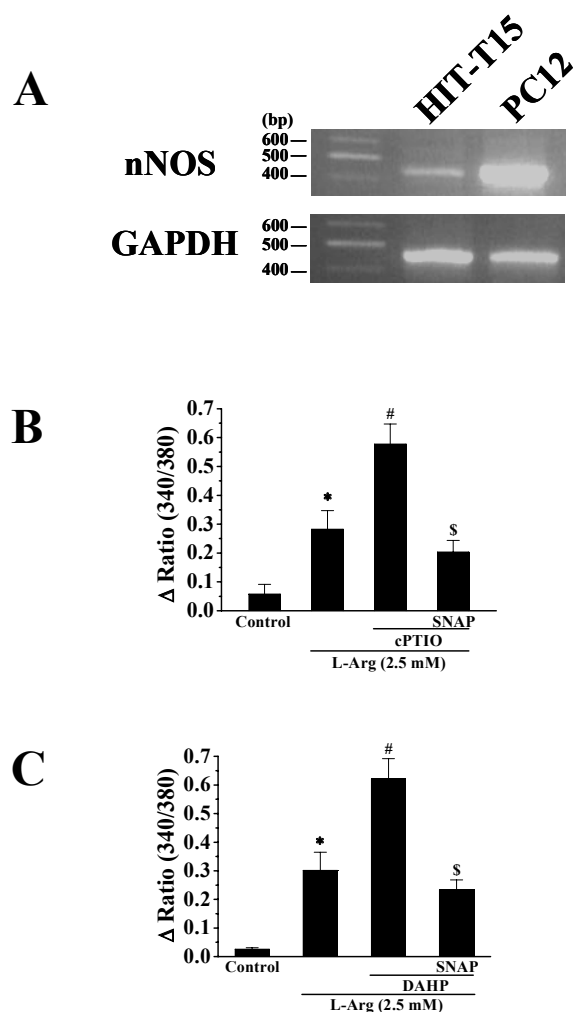 A
HIT-T15 PC12
(bp)
nNOS
600
500
400
GAPDH
600
500
400
B
Δ Ratio (340/380)
0.7
0.6
0.5
0.4
0.3
0.2
0.1
0.0
*
#
$
Control
SNAP
cPTIO
L-Arg (2.5 mM)
C
Δ Ratio (340/380)
0.7
0.6
0.5
0.4
0.3
0.2
0.1
0.0
*
#
$
Control
SNAP
DAHP
L-Arg (2.5 mM)